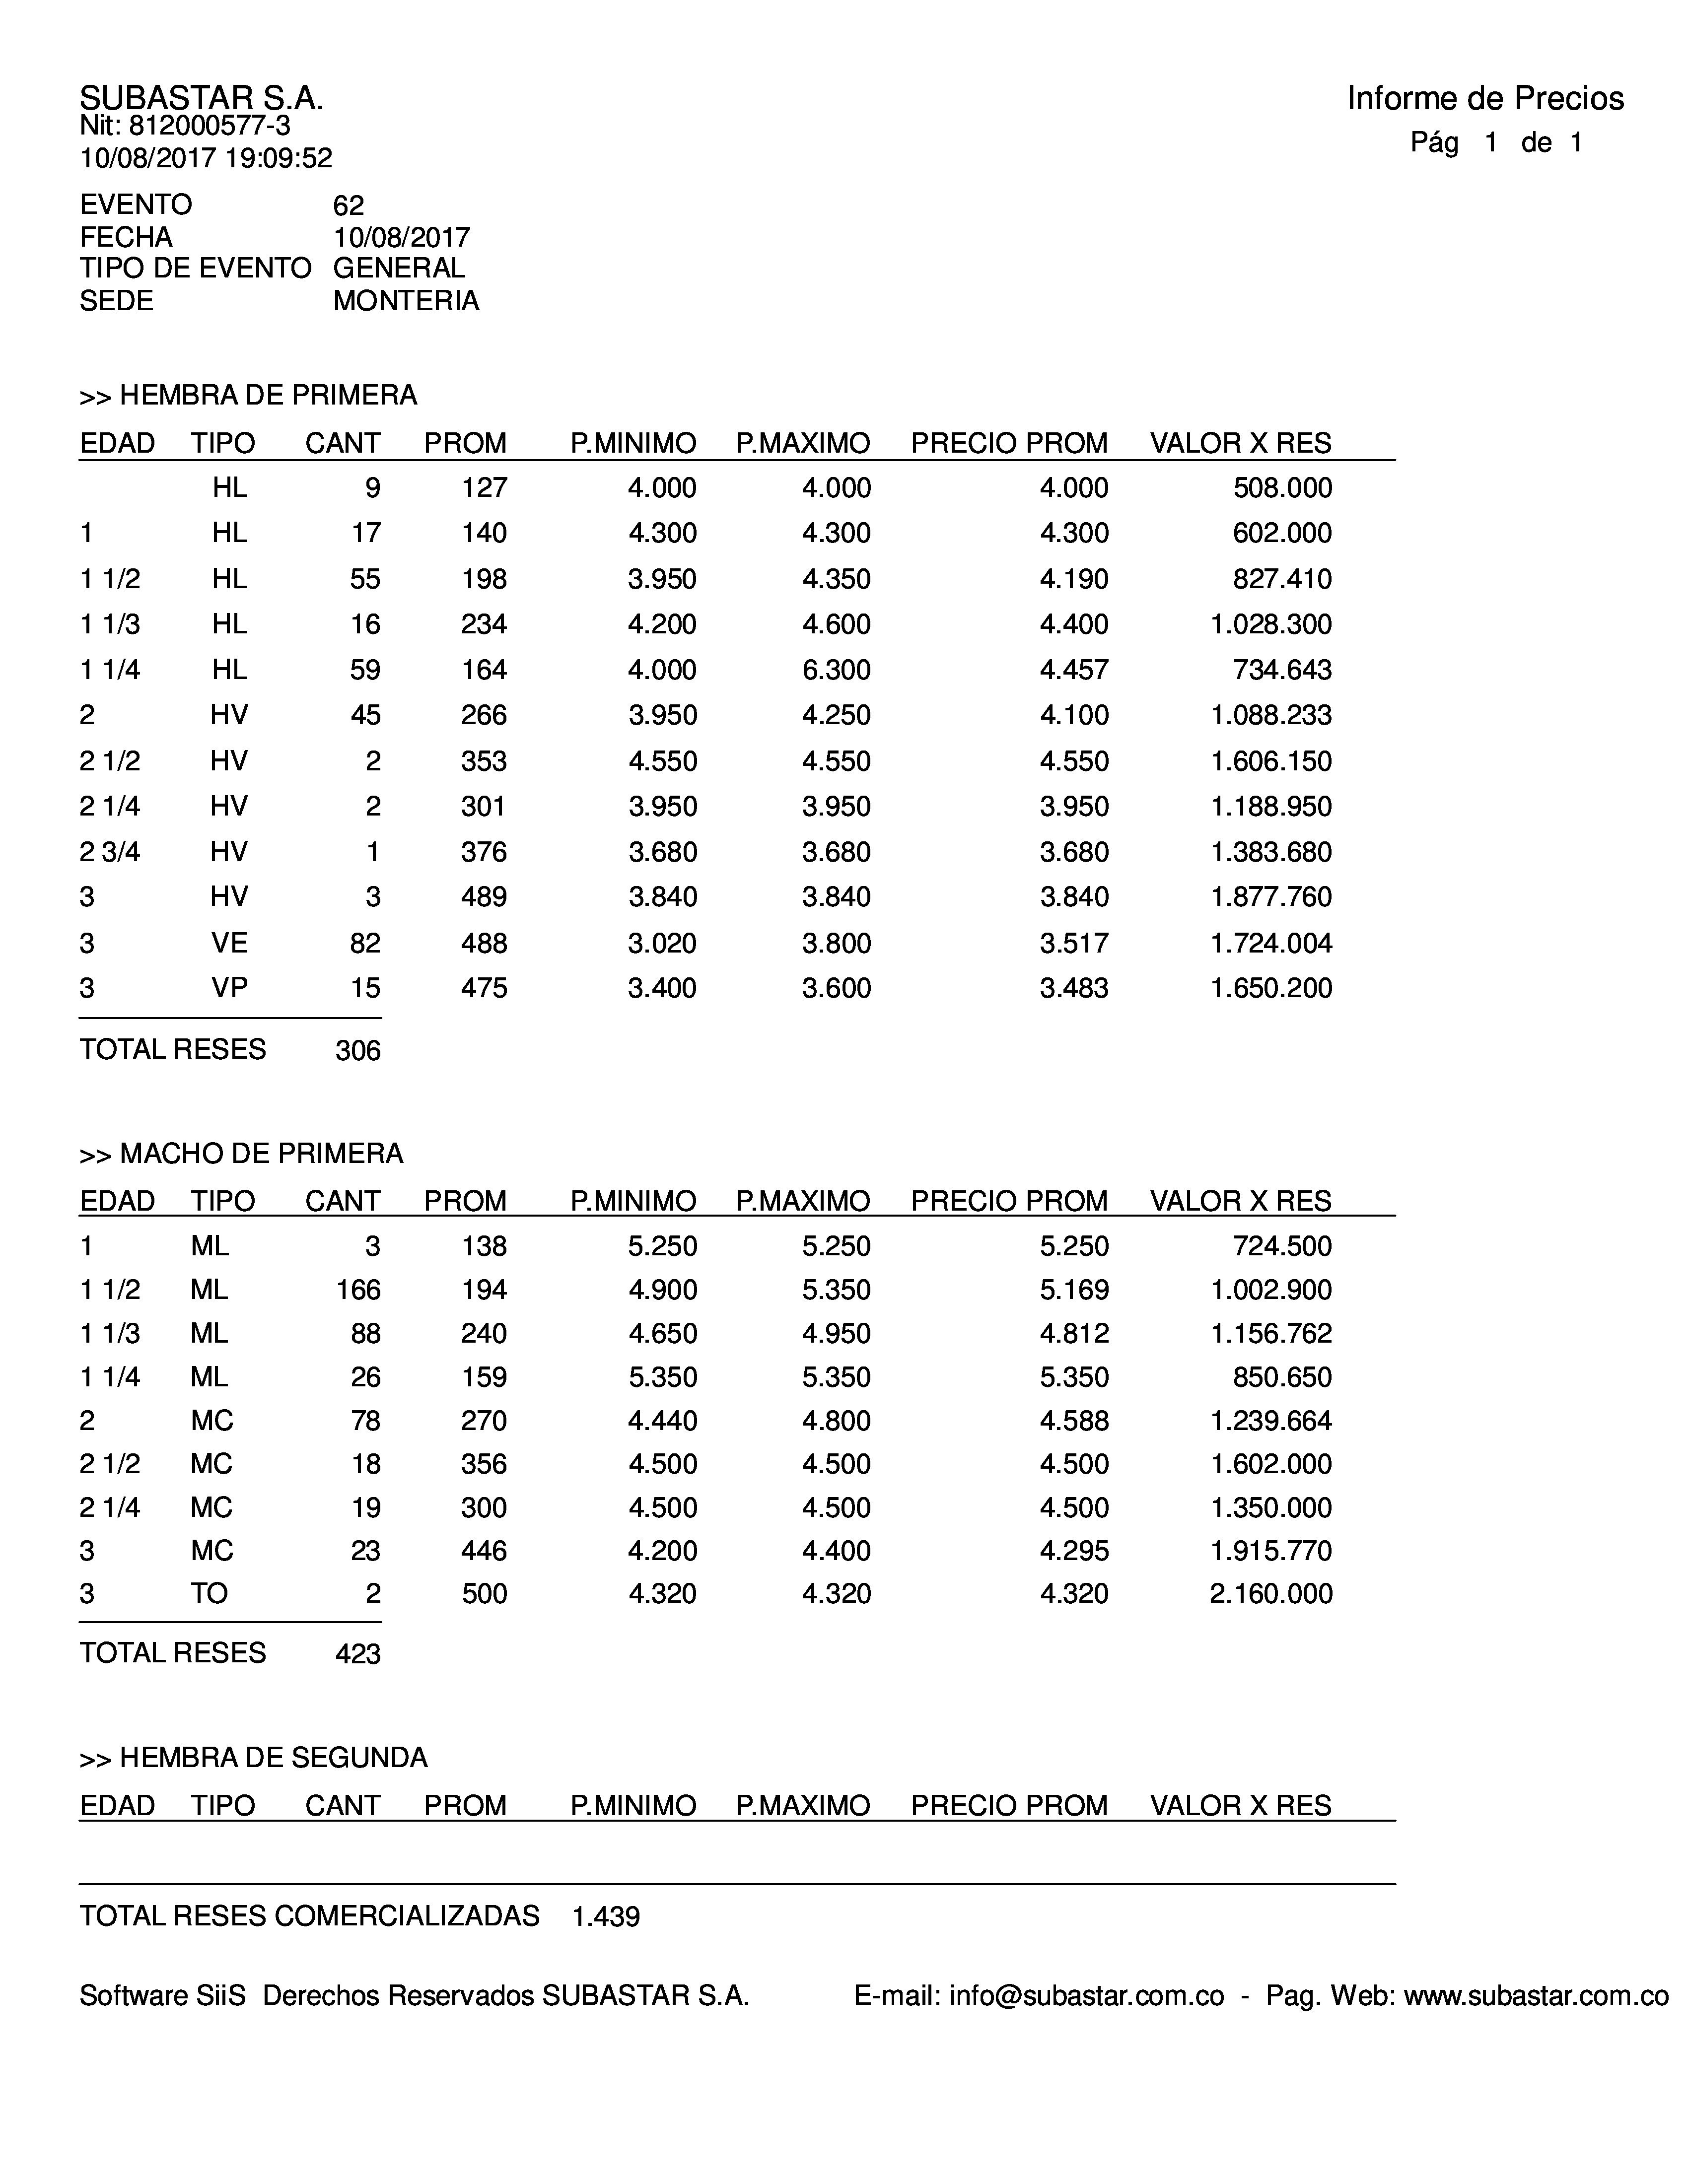 SUBASTAR S.A.
Nit: 812000577-3
10/08/2017 19:09:52
Informe de Precios
Pág 1 de 1
EVENTO 62
FECHA 10/08/2017
TIPO DE EVENTO GENERAL
SEDE MONTERIA
>> HEMBRA DE PRIMERA
EDAD TIPO CANT PROM P.MINIMO P.MAXIMO PRECIO PROM VALOR X RES
HL 9 127 4.000 4.000 4.000 508.000
1 HL 17 140 4.300 4.300 4.300 602.000
1 1/2 HL 55 198 3.950 4.350 4.190 827.410
1 1/3 HL 16 234 4.200 4.600 4.400 1.028.300
1 1/4 HL 59 164 4.000 6.300 4.457 734.643
2 HV 45 266 3.950 4.250 4.100 1.088.233
2 1/2 HV 2 353 4.550 4.550 4.550 1.606.150
2 1/4 HV 2 301 3.950 3.950 3.950 1.188.950
2 3/4 HV 1 376 3.680 3.680 3.680 1.383.680
3 HV 3 489 3.840 3.840 3.840 1.877.760
3 VE 82 488 3.020 3.800 3.517 1.724.004
3 VP 15 475 3.400 3.600 3.483 1.650.200
TOTAL RESES 306
>> MACHO DE PRIMERA
EDAD TIPO CANT PROM P.MINIMO P.MAXIMO PRECIO PROM VALOR X RES
1 ML 3 138 5.250 5.250 5.250 724.500
1 1/2 ML 166 194 4.900 5.350 5.169 1.002.900
1 1/3 ML 88 240 4.650 4.950 4.812 1.156.762
1 1/4 ML 26 159 5.350 5.350 5.350 850.650
2 MC 78 270 4.440 4.800 4.588 1.239.664
2 1/2 MC 18 356 4.500 4.500 4.500 1.602.000
2 1/4 MC 19 300 4.500 4.500 4.500 1.350.000
3 MC 23 446 4.200 4.400 4.295 1.915.770
3 TO 2 500 4.320 4.320 4.320 2.160.000
TOTAL RESES 423
>> HEMBRA DE SEGUNDA
EDAD TIPO CANT PROM P.MINIMO P.MAXIMO PRECIO PROM VALOR X RES
TOTAL RESES COMERCIALIZADAS 1.439
Software SiiS Derechos Reservados SUBASTAR S.A. E-mail: info@subastar.com.co - Pag. Web: www.subastar.com.co